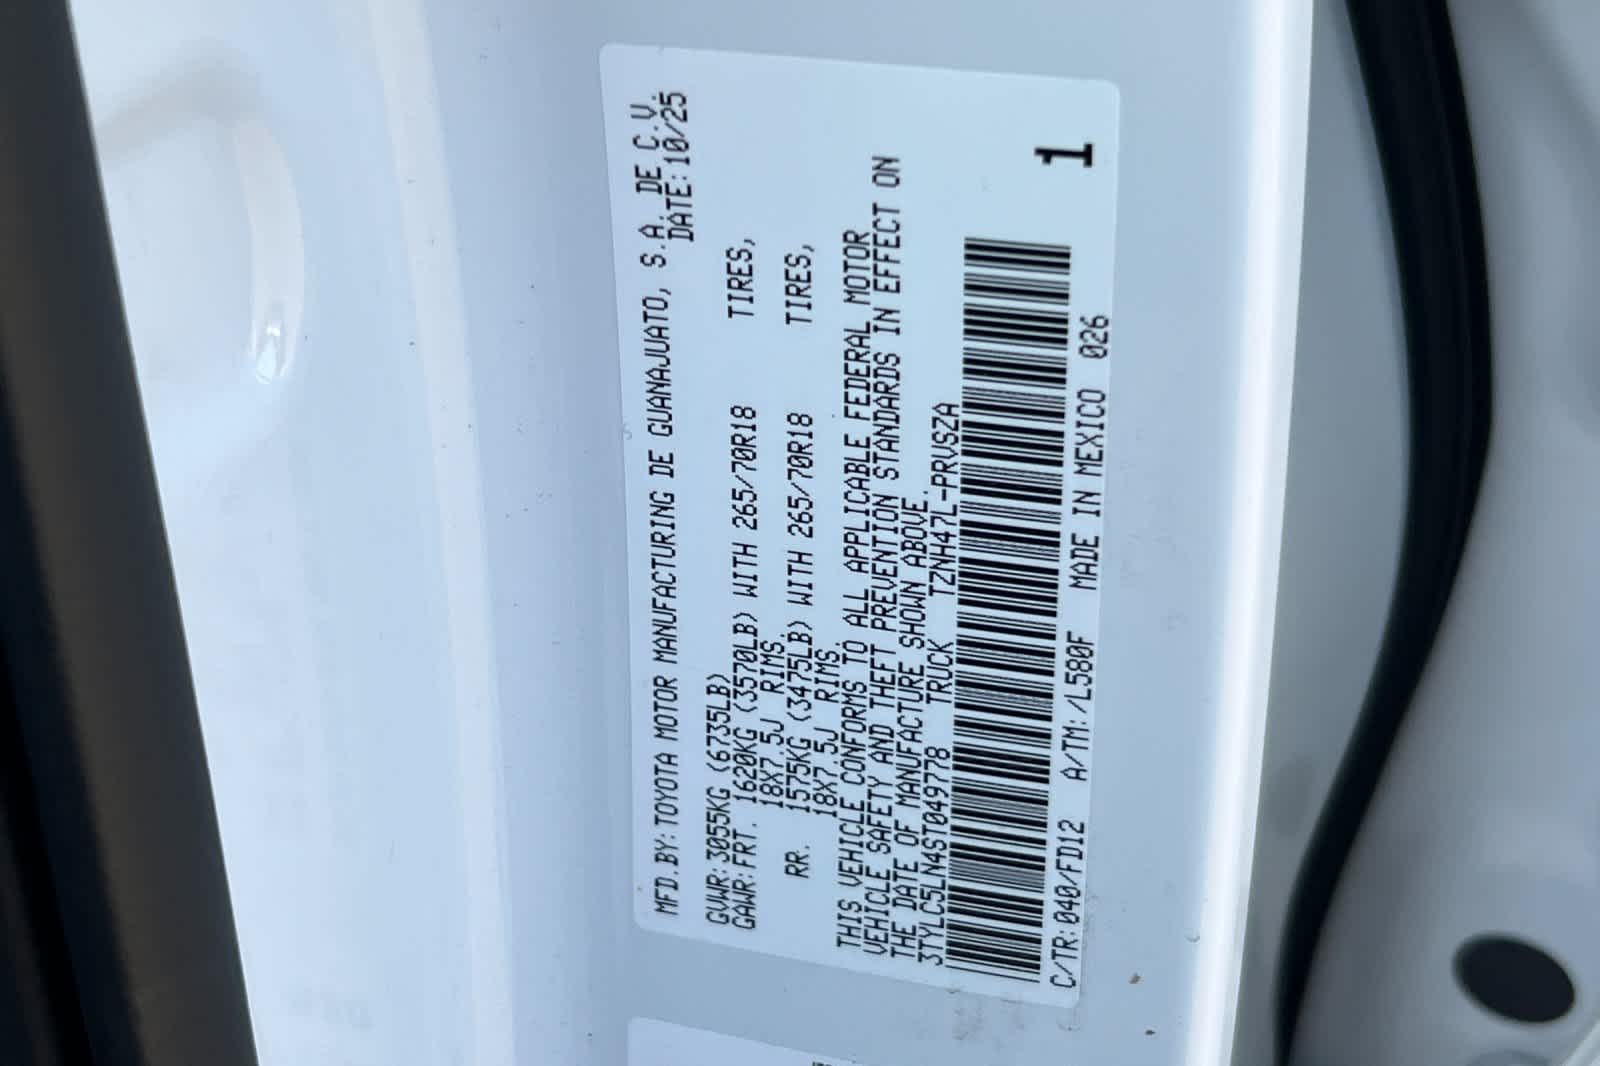 MFD.BY:TOYOTA MOTOR MANUFACTURING DE GUANAJUATO, S.A. DE C.V.
DATE:10/25
GVWR:3055KG (6735LB)
GAWR:FRT. 1620KG (3570LB) WITH 265/70R18 TIRES,
18X7.5J RIMS.
RR. 1575KG (3475LB) WITH 265/70R18 TIRES,
18X7.5J RIMS.
THIS VEHICLE CONFORMS TO ALL APPLICABLE FEDERAL MOTOR
VEHICLE SAFETY AND THEFT PREVENTION STANDARDS IN EFFECT ON
THE DATE OF MANUFACTURE SHOWN ABOVE.
3TYLC5LN4ST049778 TRUCK TZNH47L-PRVSZA
1
C/TR:040/FD12 A/TM:/L580F MADE IN MEXICO 026